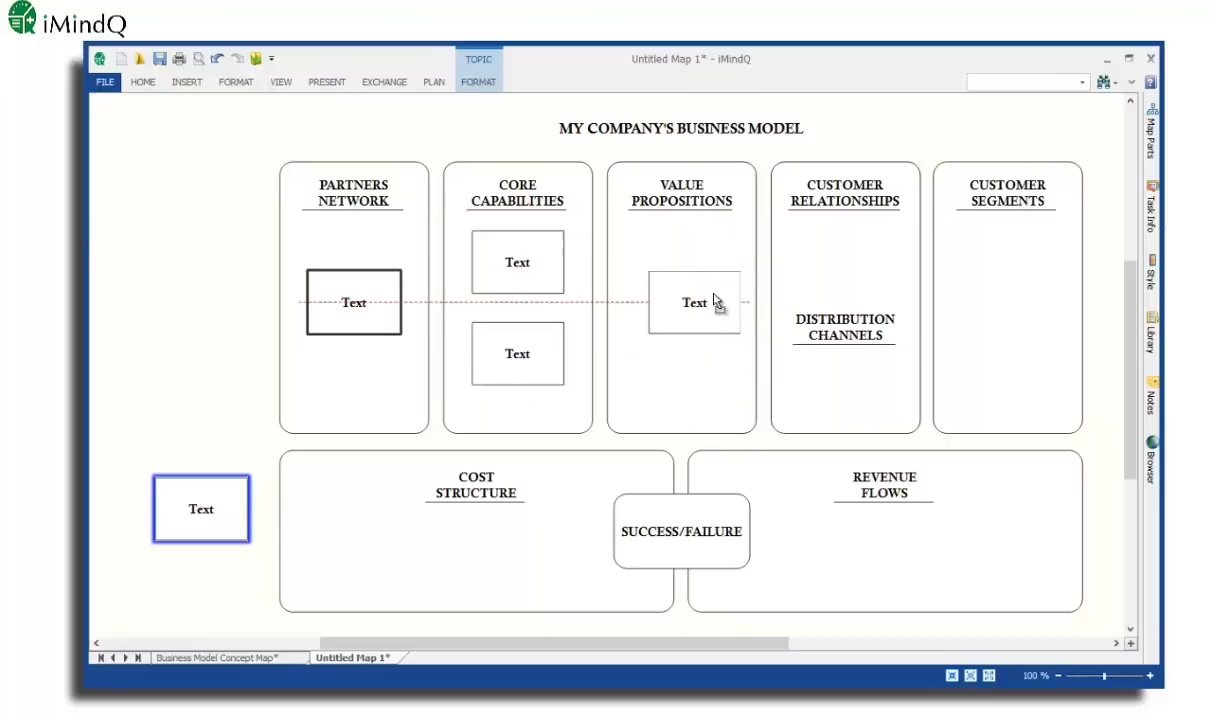 iMindQ
TOPIC
Untitled Map 1* - iMindQ
FILE HOME INSERT FORMAT VIEW PRESENT EXCHANGE PLAN FORMAT
MY COMPANY'S BUSINESS MODEL
PARTNERS
NETWORK
CORE
CAPABILITIES
VALUE
PROPOSITIONS
CUSTOMER
RELATIONSHIPS
CUSTOMER
SEGMENTS
Text
Text
Text
Text
DISTRIBUTION
CHANNELS
Text
COST
STRUCTURE
SUCCESS/FAILURE
REVENUE
FLOWS
Map Parts
Task Info
Style
Library
Notes
Browser
Business Model Concept Map*
Untitled Map 1*
100 %